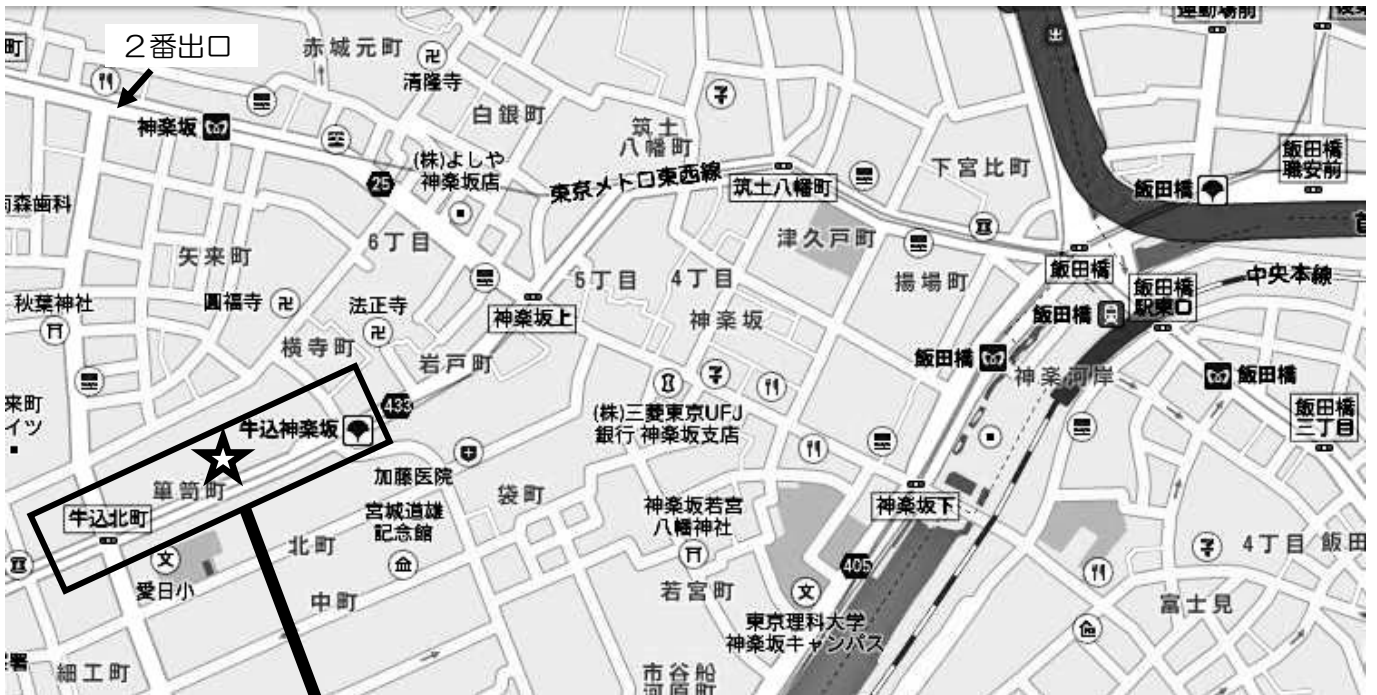 運動場前
町
２番出口
赤城元町
清隆寺
白銀町
筑土
八幡町
神楽坂
(株)よしや
神楽坂店
25
東京メトロ東西線
筑土八幡町
下宮比町
飯田橋
職安前
飯田橋
首
森歯科
矢来町
6丁目
津久戸町
揚場町
飯田橋
飯田橋
駅東口
中央本線
秋葉神社
圓福寺
法正寺
5丁目
4丁目
神楽坂上
神楽坂
飯田橋
横寺町
岩戸町
飯田橋
神楽河岸
飯田橋
来町
イツ
433
牛込神楽坂
(株)三菱東京UFJ
銀行 神楽坂支店
飯田橋
三丁目
箪笥町
加藤医院
袋町
牛込北町
宮城道雄
記念館
神楽坂若宮
八幡神社
神楽坂下
北町
愛日小
中町
若宮町
405
4丁目
飯田
富士見
東京理科大学
神楽坂キャンパス
署
細工町
市谷船
河原町